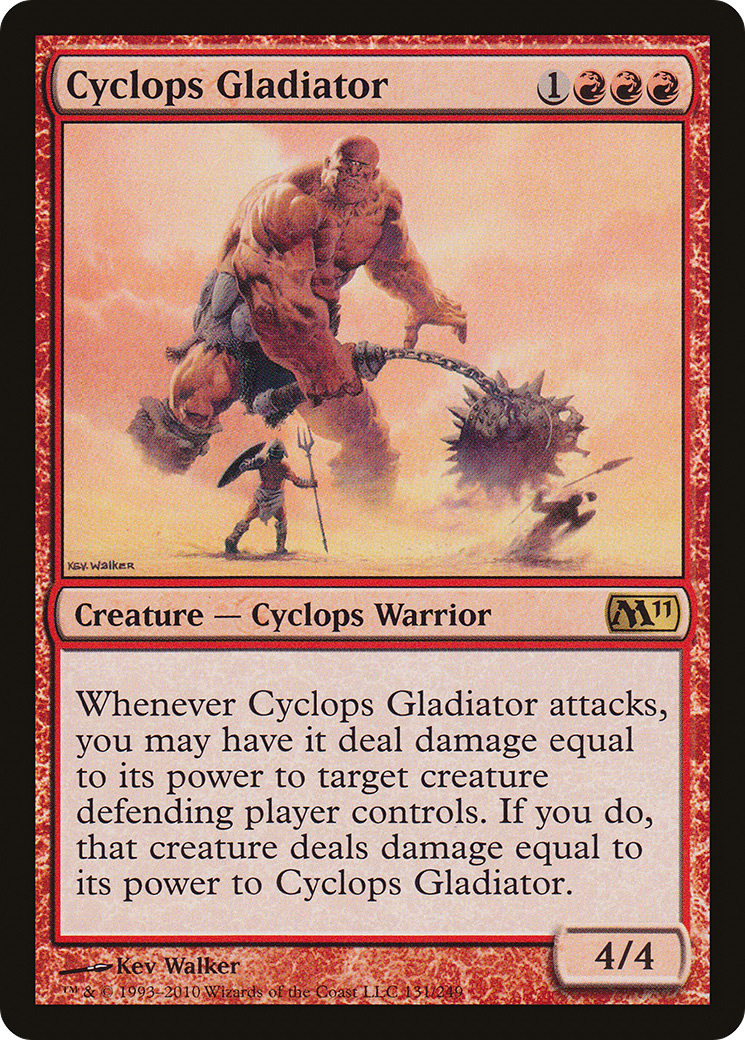 Cyclops Gladiator 1
KEV. WALKER
Creature — Cyclops Warrior M11
Whenever Cyclops Gladiator attacks,
you may have it deal damage equal
to its power to target creature
defending player controls. If you do,
that creature deals damage equal to
its power to Cyclops Gladiator.
4/4
Kev Walker
™ & © 1993–2010 Wizards of the Coast LLC 131/249